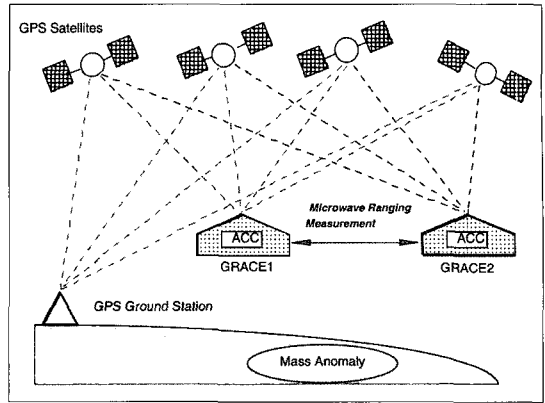 GPS Satellites
Microwave Ranging
Measurement
ACC
ACC
GRACE1
GRACE2
GPS Ground Station
Mass Anomaly